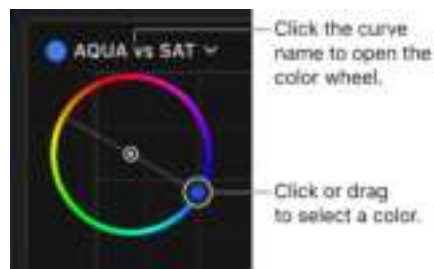 AQUA vs SAT
Click the curve
name to open the
color wheel.
Click or drag
to select a color.